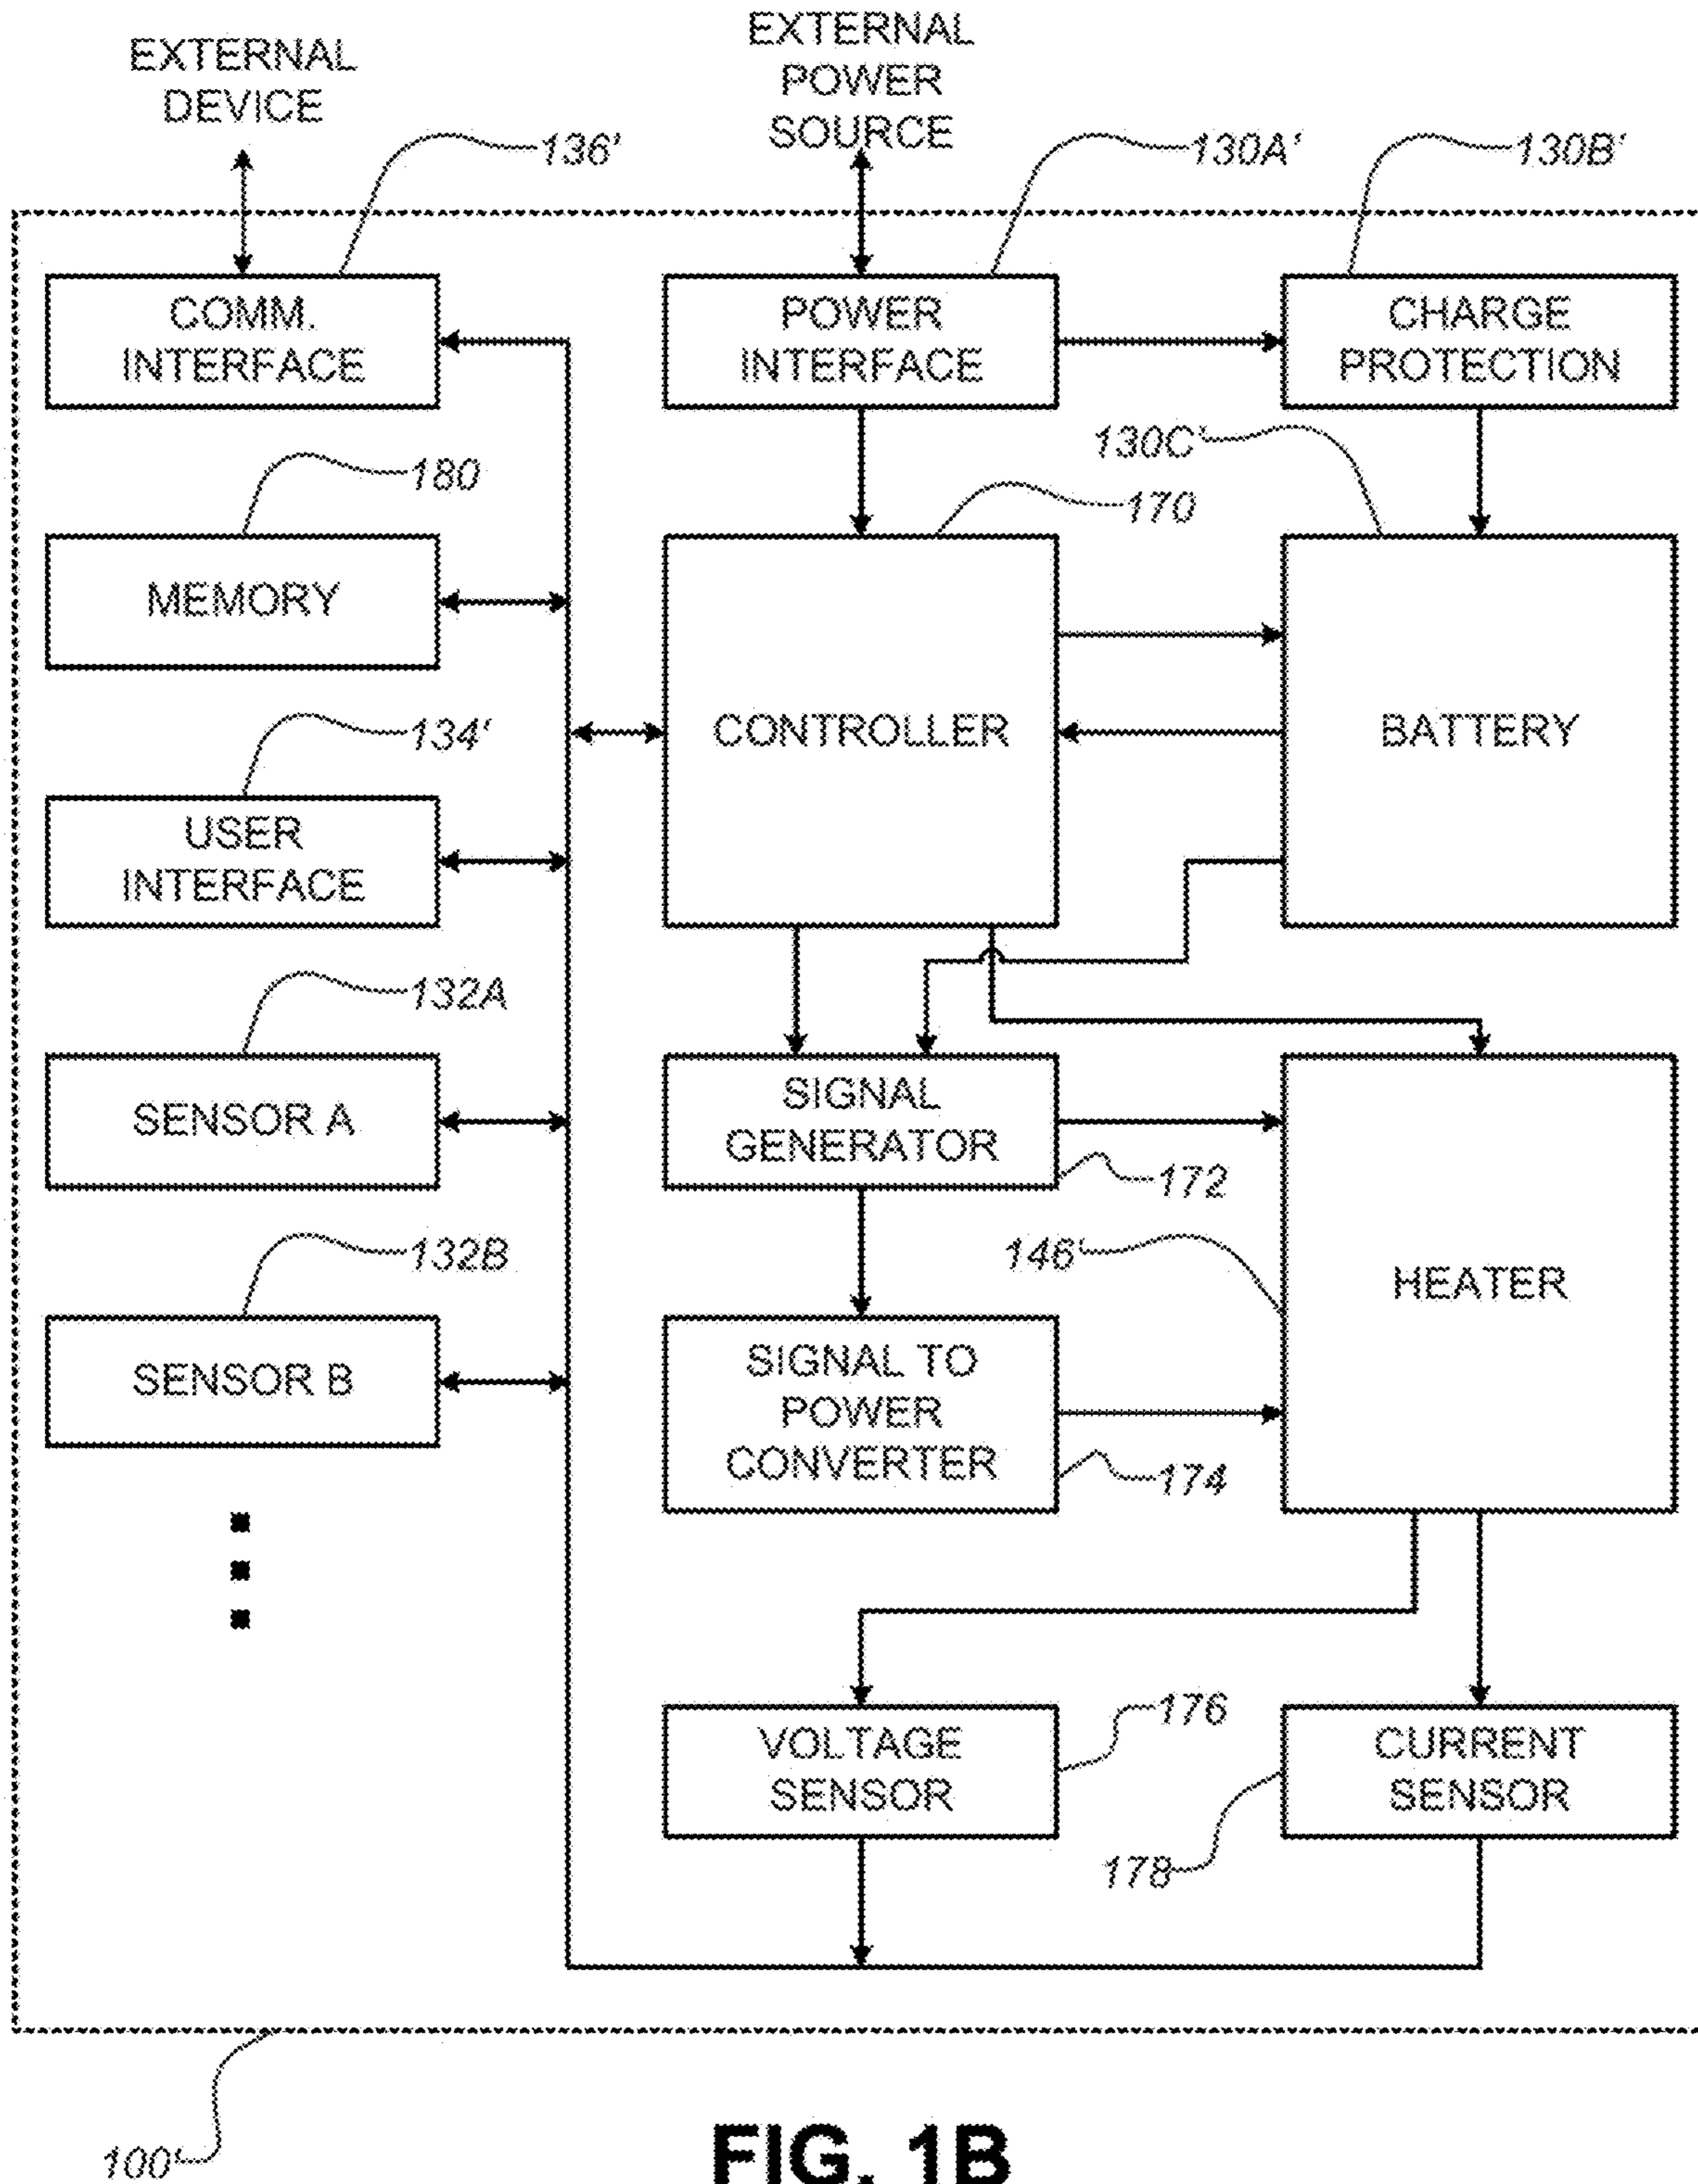 EXTERNAL
DEVICE
EXTERNAL
POWER
SOURCE
136'
130A'
130B'
COMM.
INTERFACE
POWER
INTERFACE
CHARGE
PROTECTION
130C'
180
170
MEMORY
CONTROLLER
BATTERY
134'
USER
INTERFACE
132A
SENSOR A
SIGNAL
GENERATOR
172
132B
146'
HEATER
SENSOR B
SIGNAL TO
POWER
CONVERTER
174
176
VOLTAGE
SENSOR
CURRENT
SENSOR
178
100'
FIG. 1B